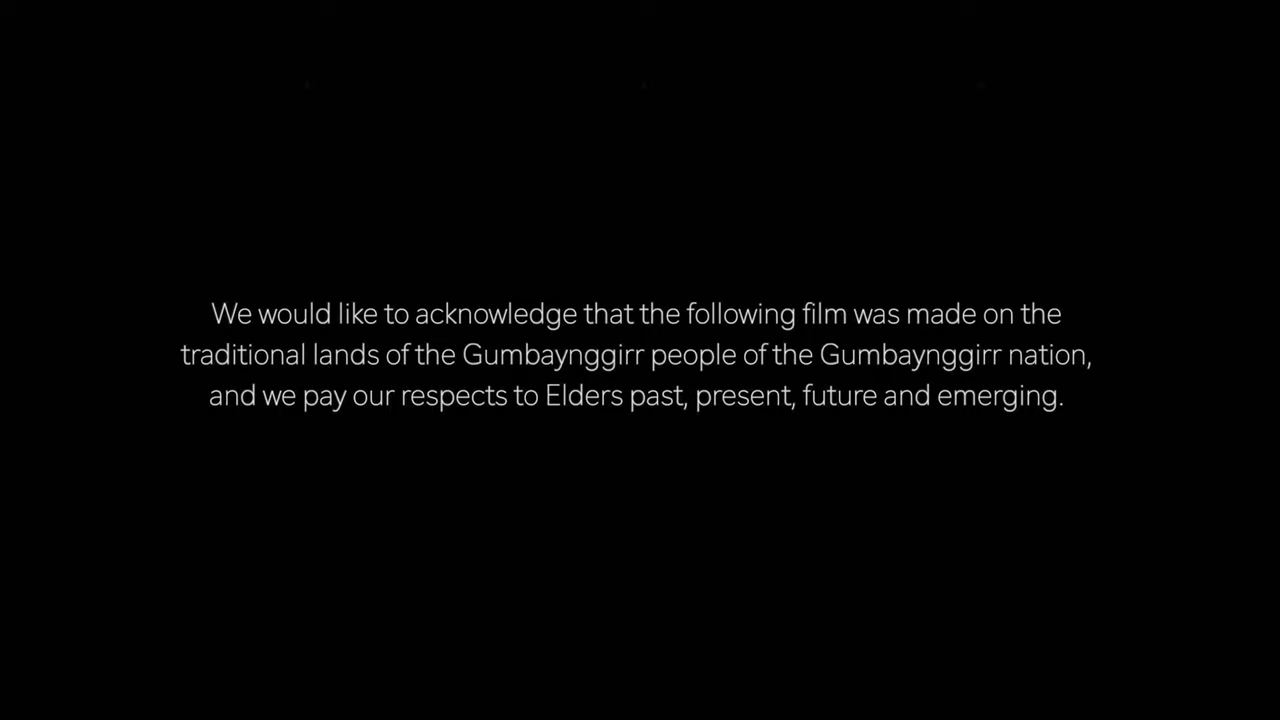 We would like to acknowledge that the following film was made on the
traditional lands of the Gumbaynggirr people of the Gumbaynggirr nation,
and we pay our respects to Elders past, present, future and emerging.